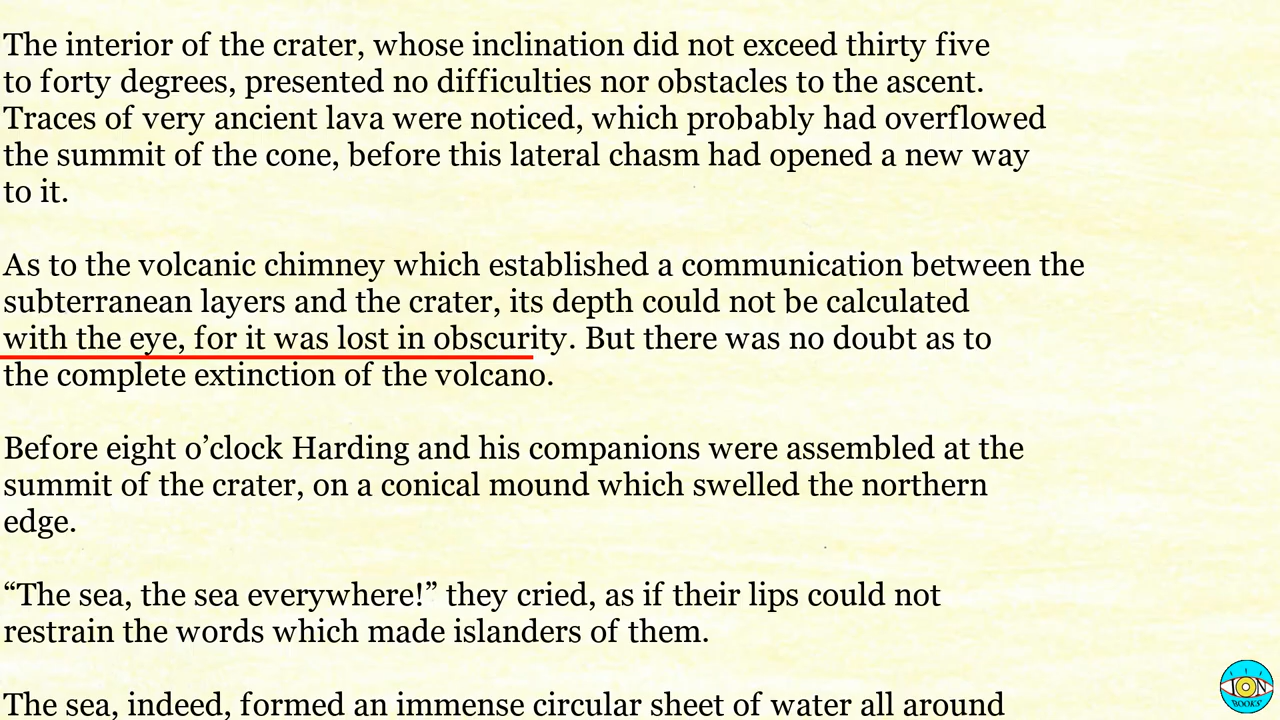 The interior of the crater, whose inclination did not exceed thirty five
to forty degrees, presented no difficulties nor obstacles to the ascent.
Traces of very ancient lava were noticed, which probably had overflowed
the summit of the cone, before this lateral chasm had opened a new way
to it.
As to the volcanic chimney which established a communication between the
subterranean layers and the crater, its depth could not be calculated
with the eye, for it was lost in obscurity. But there was no doubt as to
the complete extinction of the volcano.
Before eight o’clock Harding and his companions were assembled at the
summit of the crater, on a conical mound which swelled the northern
edge.
“The sea, the sea everywhere!” they cried, as if their lips could not
restrain the words which made islanders of them.
The sea, indeed, formed an immense circular sheet of water all around
ION
BOOKS